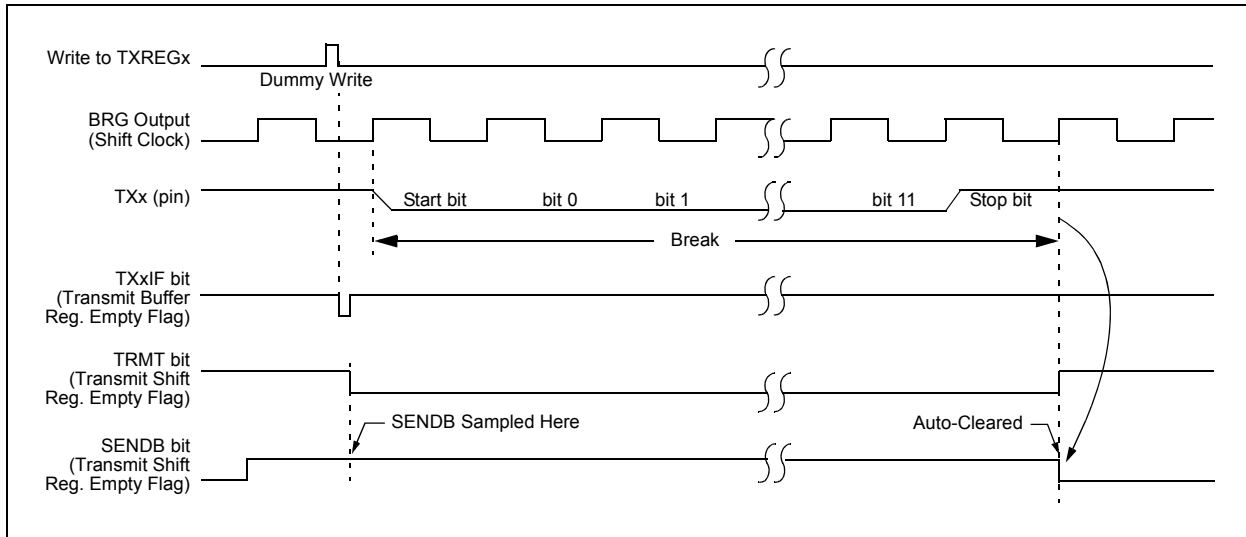 Write to TXREGx
Dummy Write
BRG Output
(Shift Clock)
TXx (pin)
Start bit bit 0 bit 1 bit 11 Stop bit
Break
TXxIF bit
(Transmit Buffer
Reg. Empty Flag)
TRMT bit
(Transmit Shift
Reg. Empty Flag)
SENDB Sampled Here Auto-Cleared
SENDB bit
(Transmit Shift
Reg. Empty Flag)